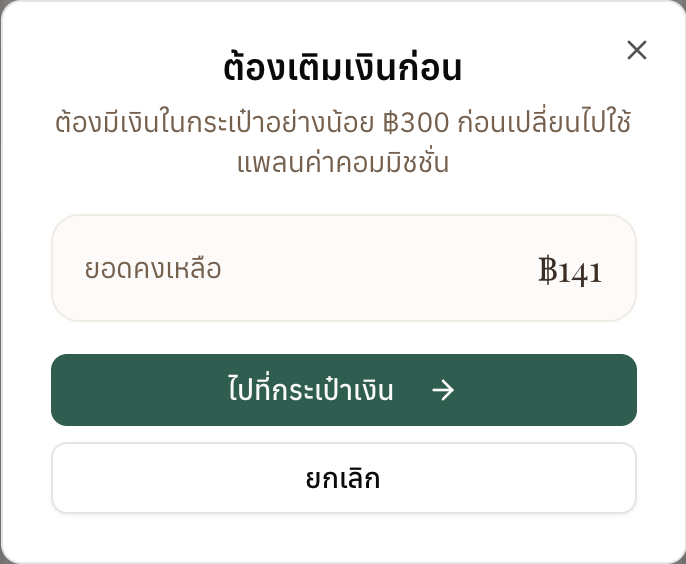 ต้องเติมเงินก่อน
ต้องมีเงินในกระเป๋าอย่างน้อย ฿300 ก่อนเปลี่ยนไปใช้
แพลนค่าคอมมิชชั่น
ยอดคงเหลือ ฿141
ไปที่กระเป๋าเงิน →
ยกเลิก